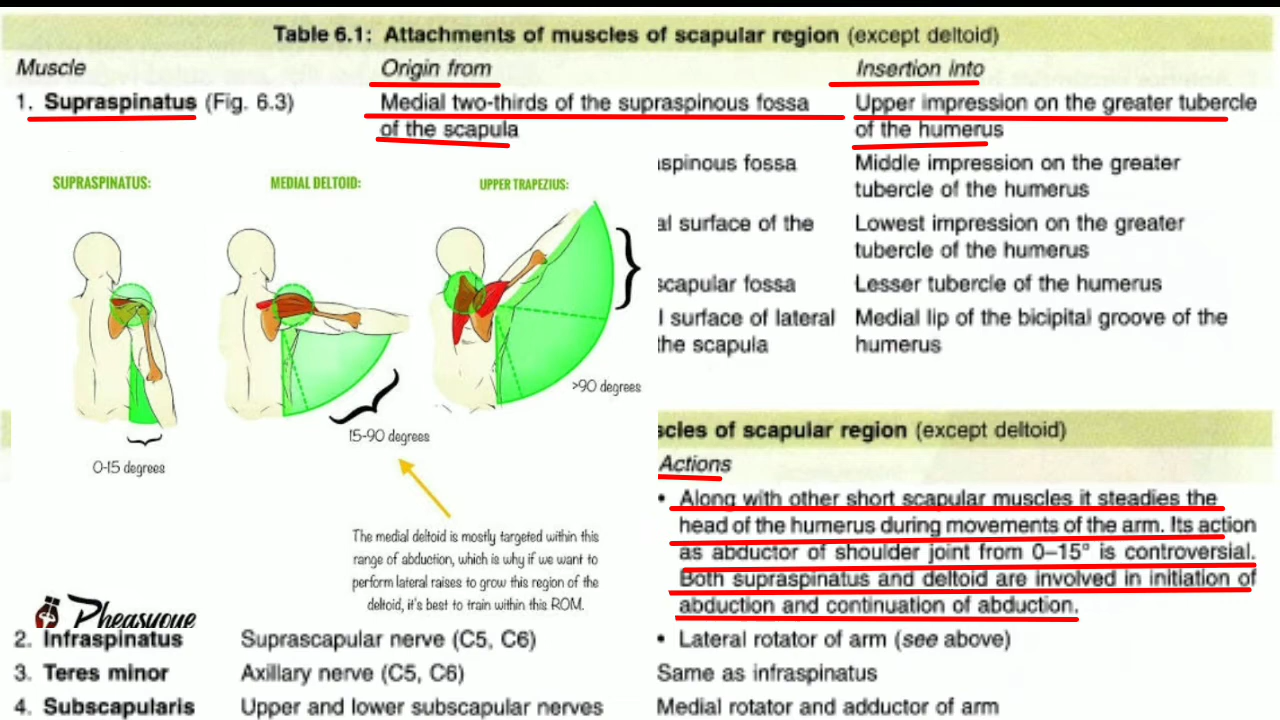 Table 6.1: Attachments of muscles of scapular region (except deltoid)
Muscle Origin from Insertion into
1. Supraspinatus (Fig. 6.3) Medial two-thirds of the supraspinous fossa Upper impression on the greater tubercle
of the scapula of the humerus
spinous fossa Middle impression on the greater
tubercle of the humerus
al surface of the Lowest impression on the greater
tubercle of the humerus
scapular fossa Lesser tubercle of the humerus
l surface of lateral Medial lip of the bicipital groove of the
the scapula humerus
SUPRASPINATUS: MEDIAL DELTOID: UPPER TRAPEZIUS:
>90 degrees
15-90 degrees
0-15 degrees
The medial deltoid is mostly targeted within this
range of abduction, which is why if we want to
perform lateral raises to grow this region of the
deltoid, it's best to train within this ROM.
Pheasyque
scles of scapular region (except deltoid)
Actions
• Along with other short scapular muscles it steadies the
head of the humerus during movements of the arm. Its action
as abductor of shoulder joint from 0–15° is controversial.
Both supraspinatus and deltoid are involved in initiation of
abduction and continuation of abduction.
2. Infraspinatus Suprascapular nerve (C5, C6) • Lateral rotator of arm (see above)
3. Teres minor Axillary nerve (C5, C6) Same as infraspinatus
4. Subscapularis Upper and lower subscapular nerves Medial rotator and adductor of arm